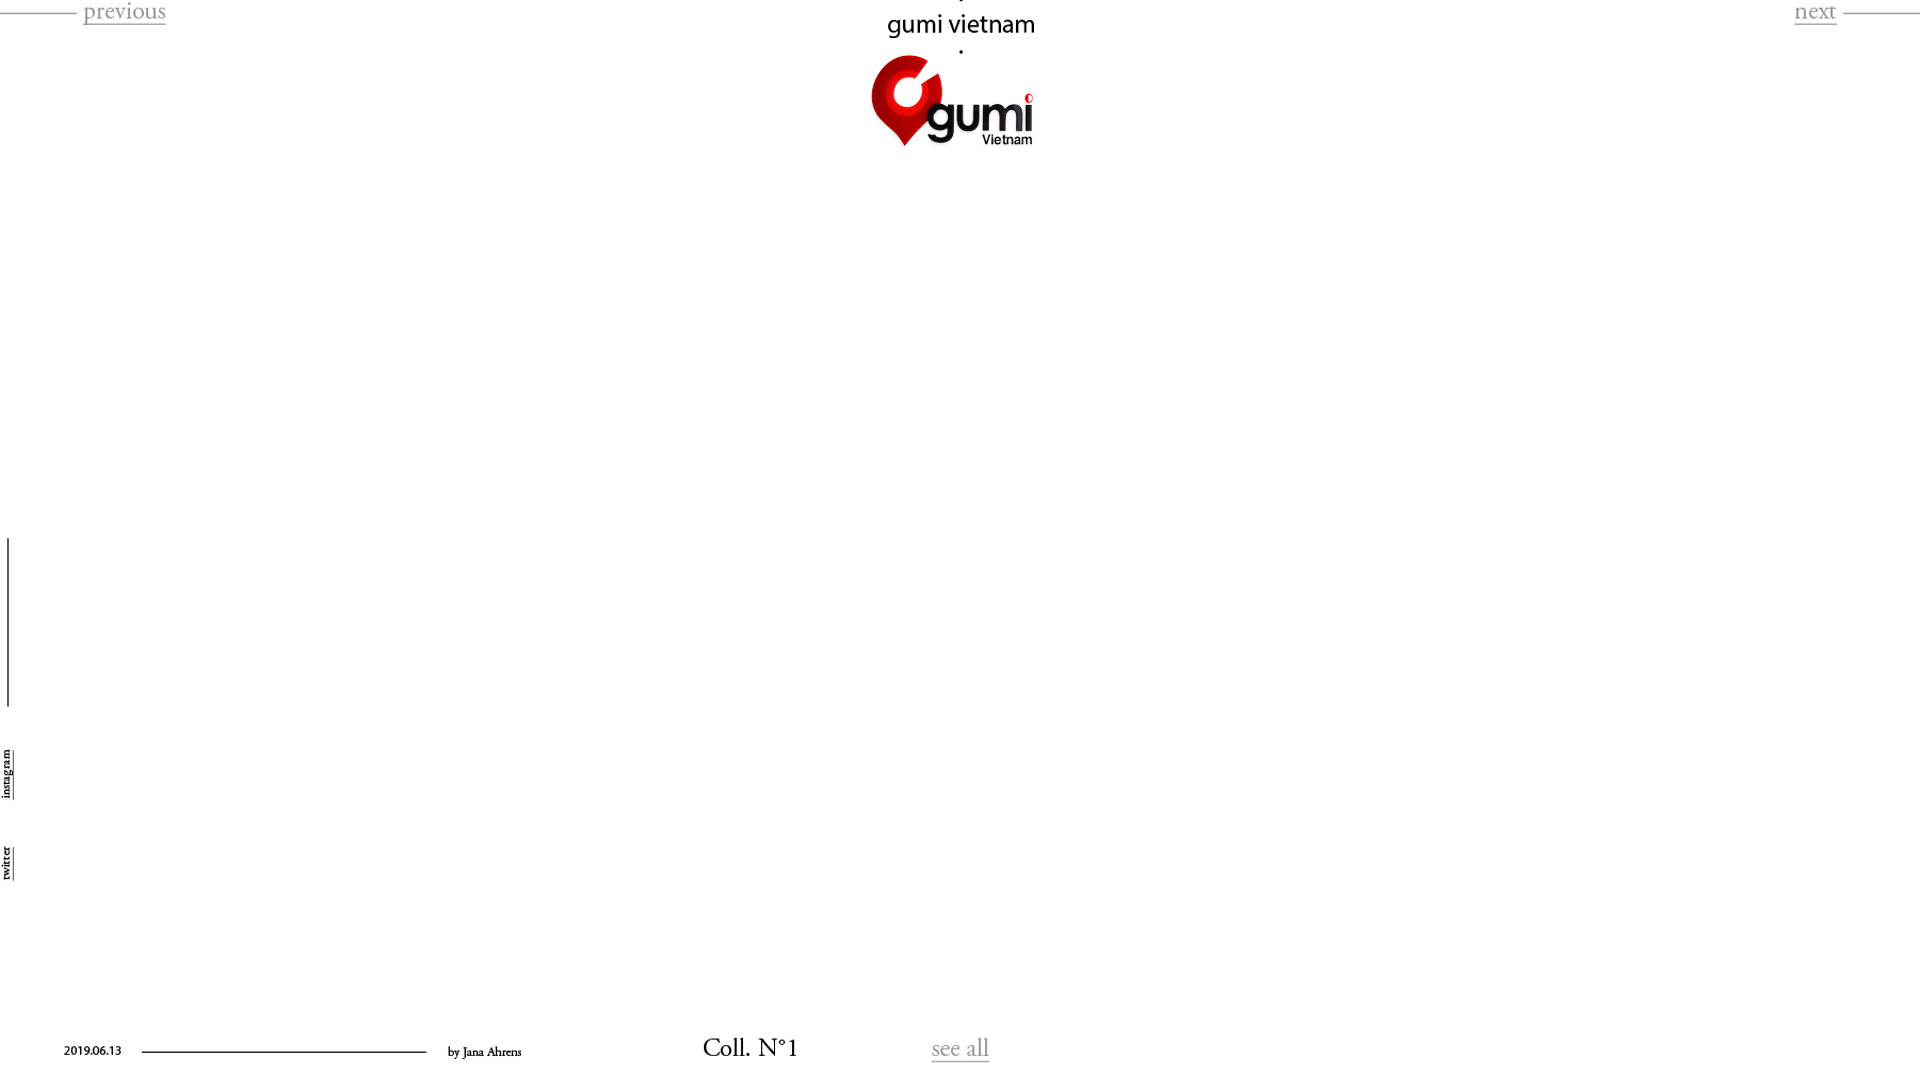 previous
gumi vietnam
next
gumi
Vietnam
instagram
twitter
2019.06.13
by Jana Ahrens
Coll. N°1
see all